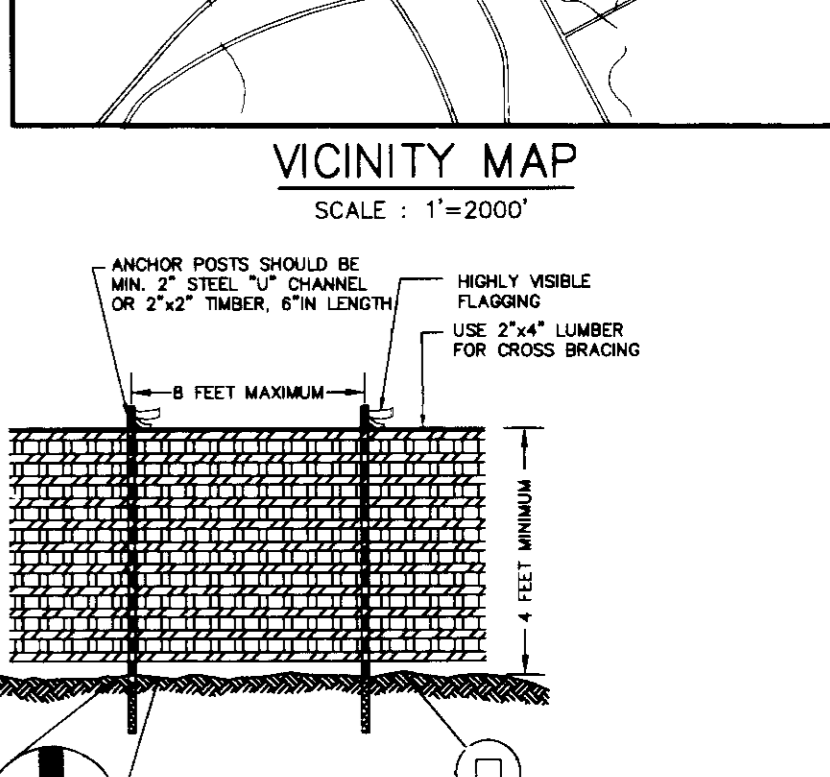 VICINITY MAP
SCALE : 1'=2000'
ANCHOR POSTS SHOULD BE
MIN. 2" STEEL "U" CHANNEL
OR 2"x2" TIMBER, 6"IN LENGTH
HIGHLY VISIBLE
FLAGGING
USE 2"x4" LUMBER
FOR CROSS BRACING
8 FEET MAXIMUM
4 FEET MINIMUM